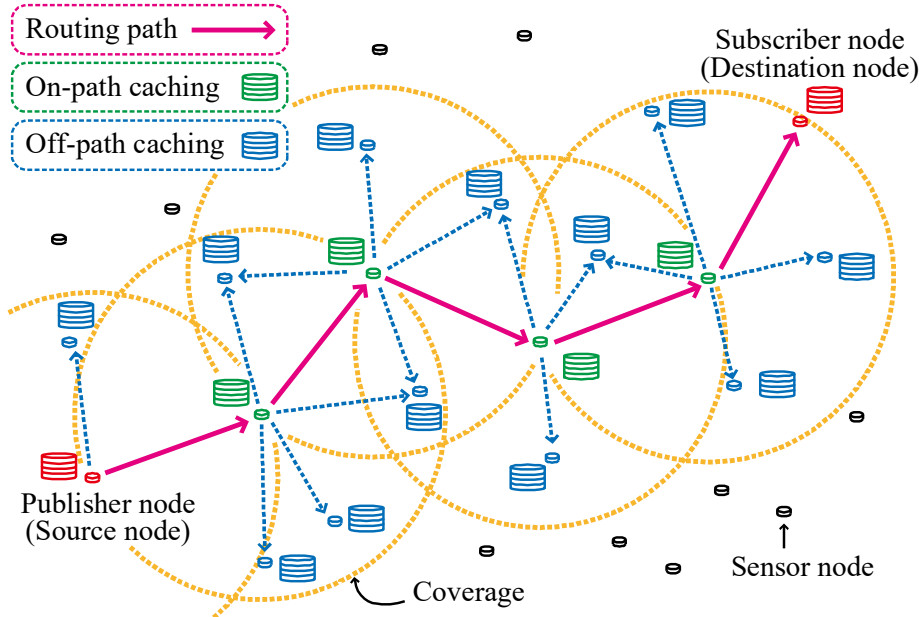 Routing path
On-path caching
Off-path caching
Subscriber node
(Destination node)
Publisher node
(Source node)
Coverage
Sensor node